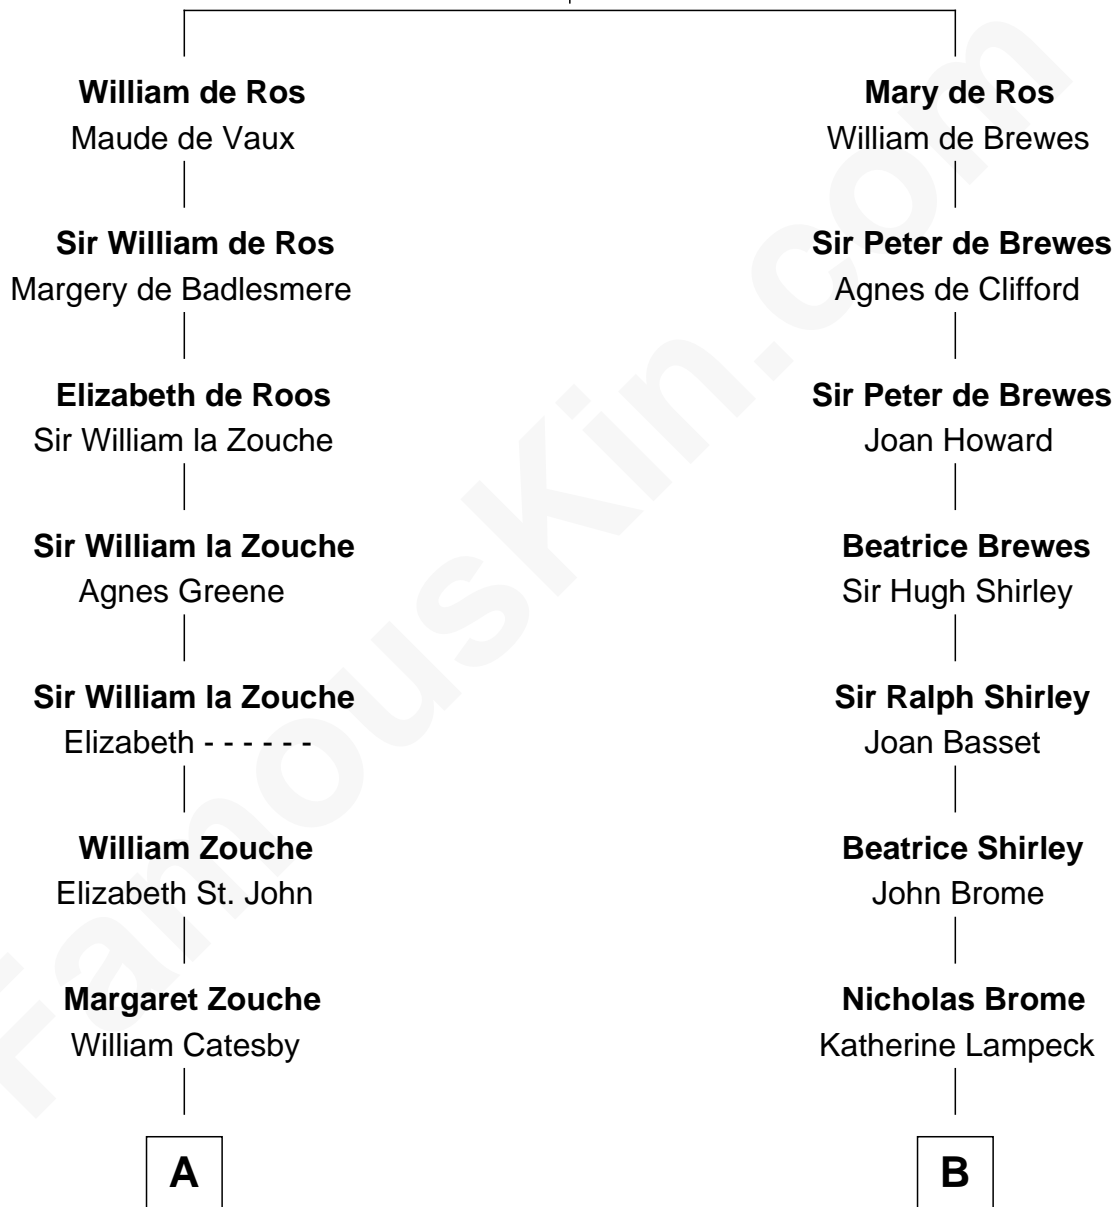 William de Ros
Maude de Vaux
Sir William de Ros
Margery de Badlesmere
Elizabeth de Roos
Sir William la Zouche
Sir William la Zouche
Agnes Greene
Sir William la Zouche
Elizabeth - - - - - -
William Zouche
Elizabeth St. John
Margaret Zouche
William Catesby
A
Mary de Ros
William de Brewes
Sir Peter de Brewes
Agnes de Clifford
Sir Peter de Brewes
Joan Howard
Beatrice Brewes
Sir Hugh Shirley
Sir Ralph Shirley
Joan Basset
Beatrice Shirley
John Brome
Nicholas Brome
Katherine Lampeck
B
FamousKin.com